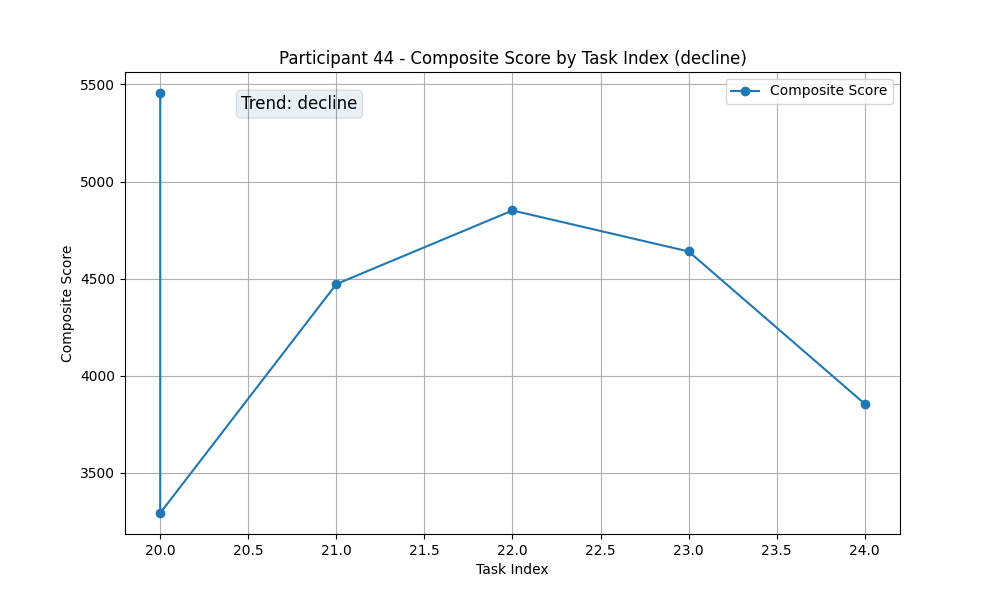 Participant 44 - Composite Score by Task Index (decline)
Trend: decline
Composite Score
5500
5000
4500
4000
3500
Composite Score
20.0 20.5 21.0 21.5 22.0 22.5 23.0 23.5 24.0
Task Index